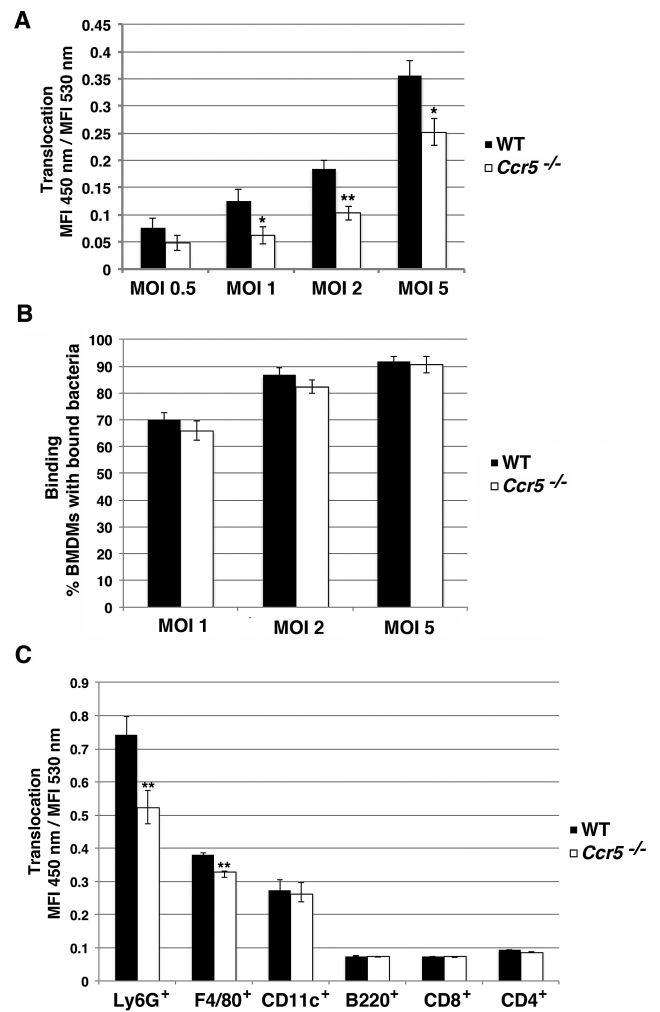 A
Translocation
MFI 450 nm / MFI 530 nm
0.45
0.4
0.35
0.3
0.25
0.2
0.15
0.1
0.05
0
*
**
*
MOI 0.5 MOI 1 MOI 2 MOI 5
WT
Ccr5 -/-
B
Binding
% BMDMs with bound bacteria
100
90
80
70
60
50
40
30
20
10
0
MOI 1 MOI 2 MOI 5
WT
Ccr5 -/-
C
Translocation
MFI 450 nm / MFI 530 nm
0.9
0.8
0.7
0.6
0.5
0.4
0.3
0.2
0.1
0
**
**
Ly6G+ F4/80+ CD11c+ B220+ CD8+ CD4+
WT
Ccr5 -/-